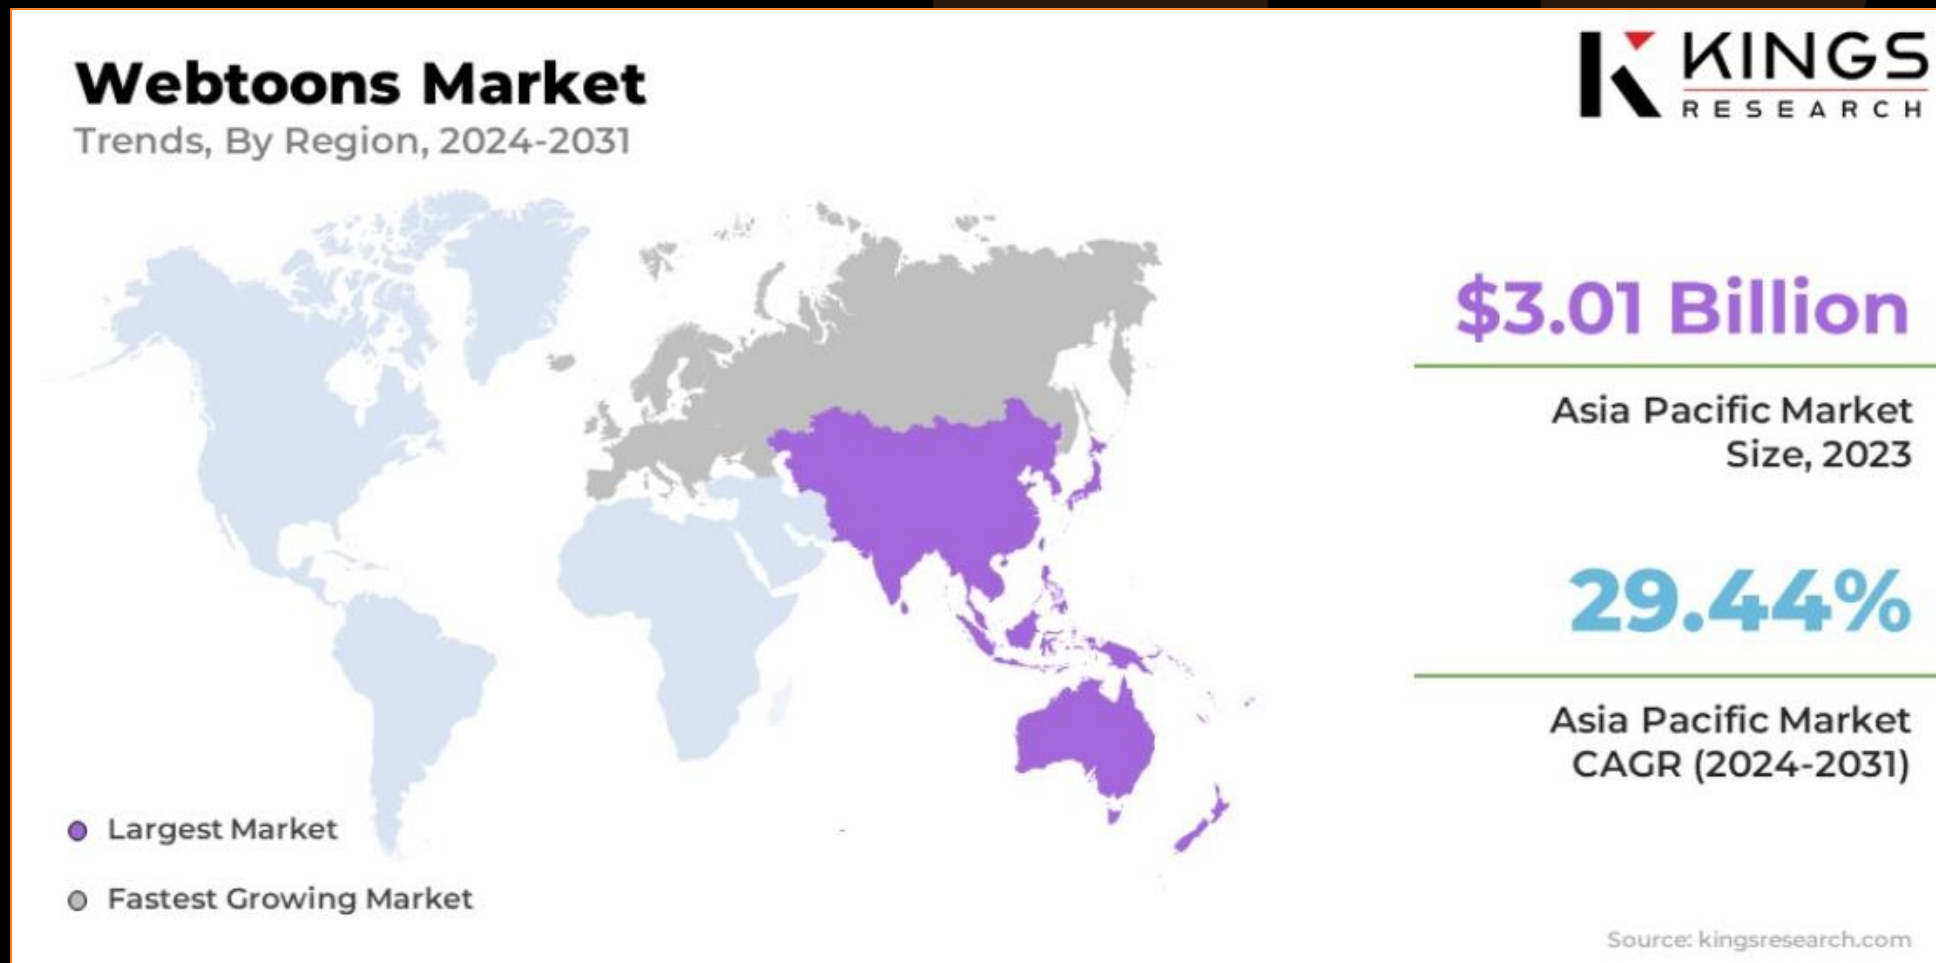 Webtoons Market
Trends, By Region, 2024-2031
KINGS
RESEARCH
$3.01 Billion
Asia Pacific Market
Size, 2023
29.44%
Asia Pacific Market
CAGR (2024-2031)
Largest Market
Fastest Growing Market
Source: kingsresearch.com